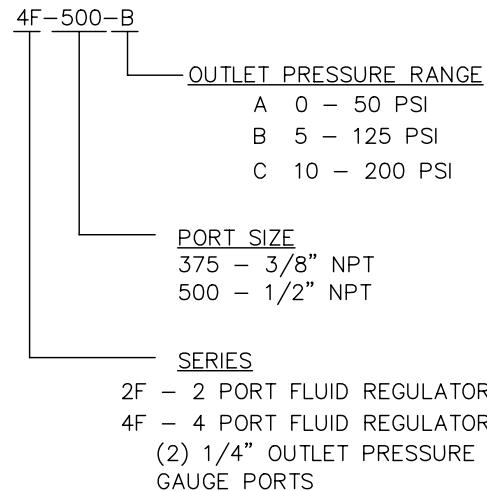 4F-500-B
OUTLET PRESSURE RANGE
A 0 – 50 PSI
B 5 – 125 PSI
C 10 – 200 PSI
PORT SIZE
375 – 3/8" NPT
500 – 1/2" NPT
SERIES
2F – 2 PORT FLUID REGULATOR
4F – 4 PORT FLUID REGULATOR
(2) 1/4" OUTLET PRESSURE
GAUGE PORTS